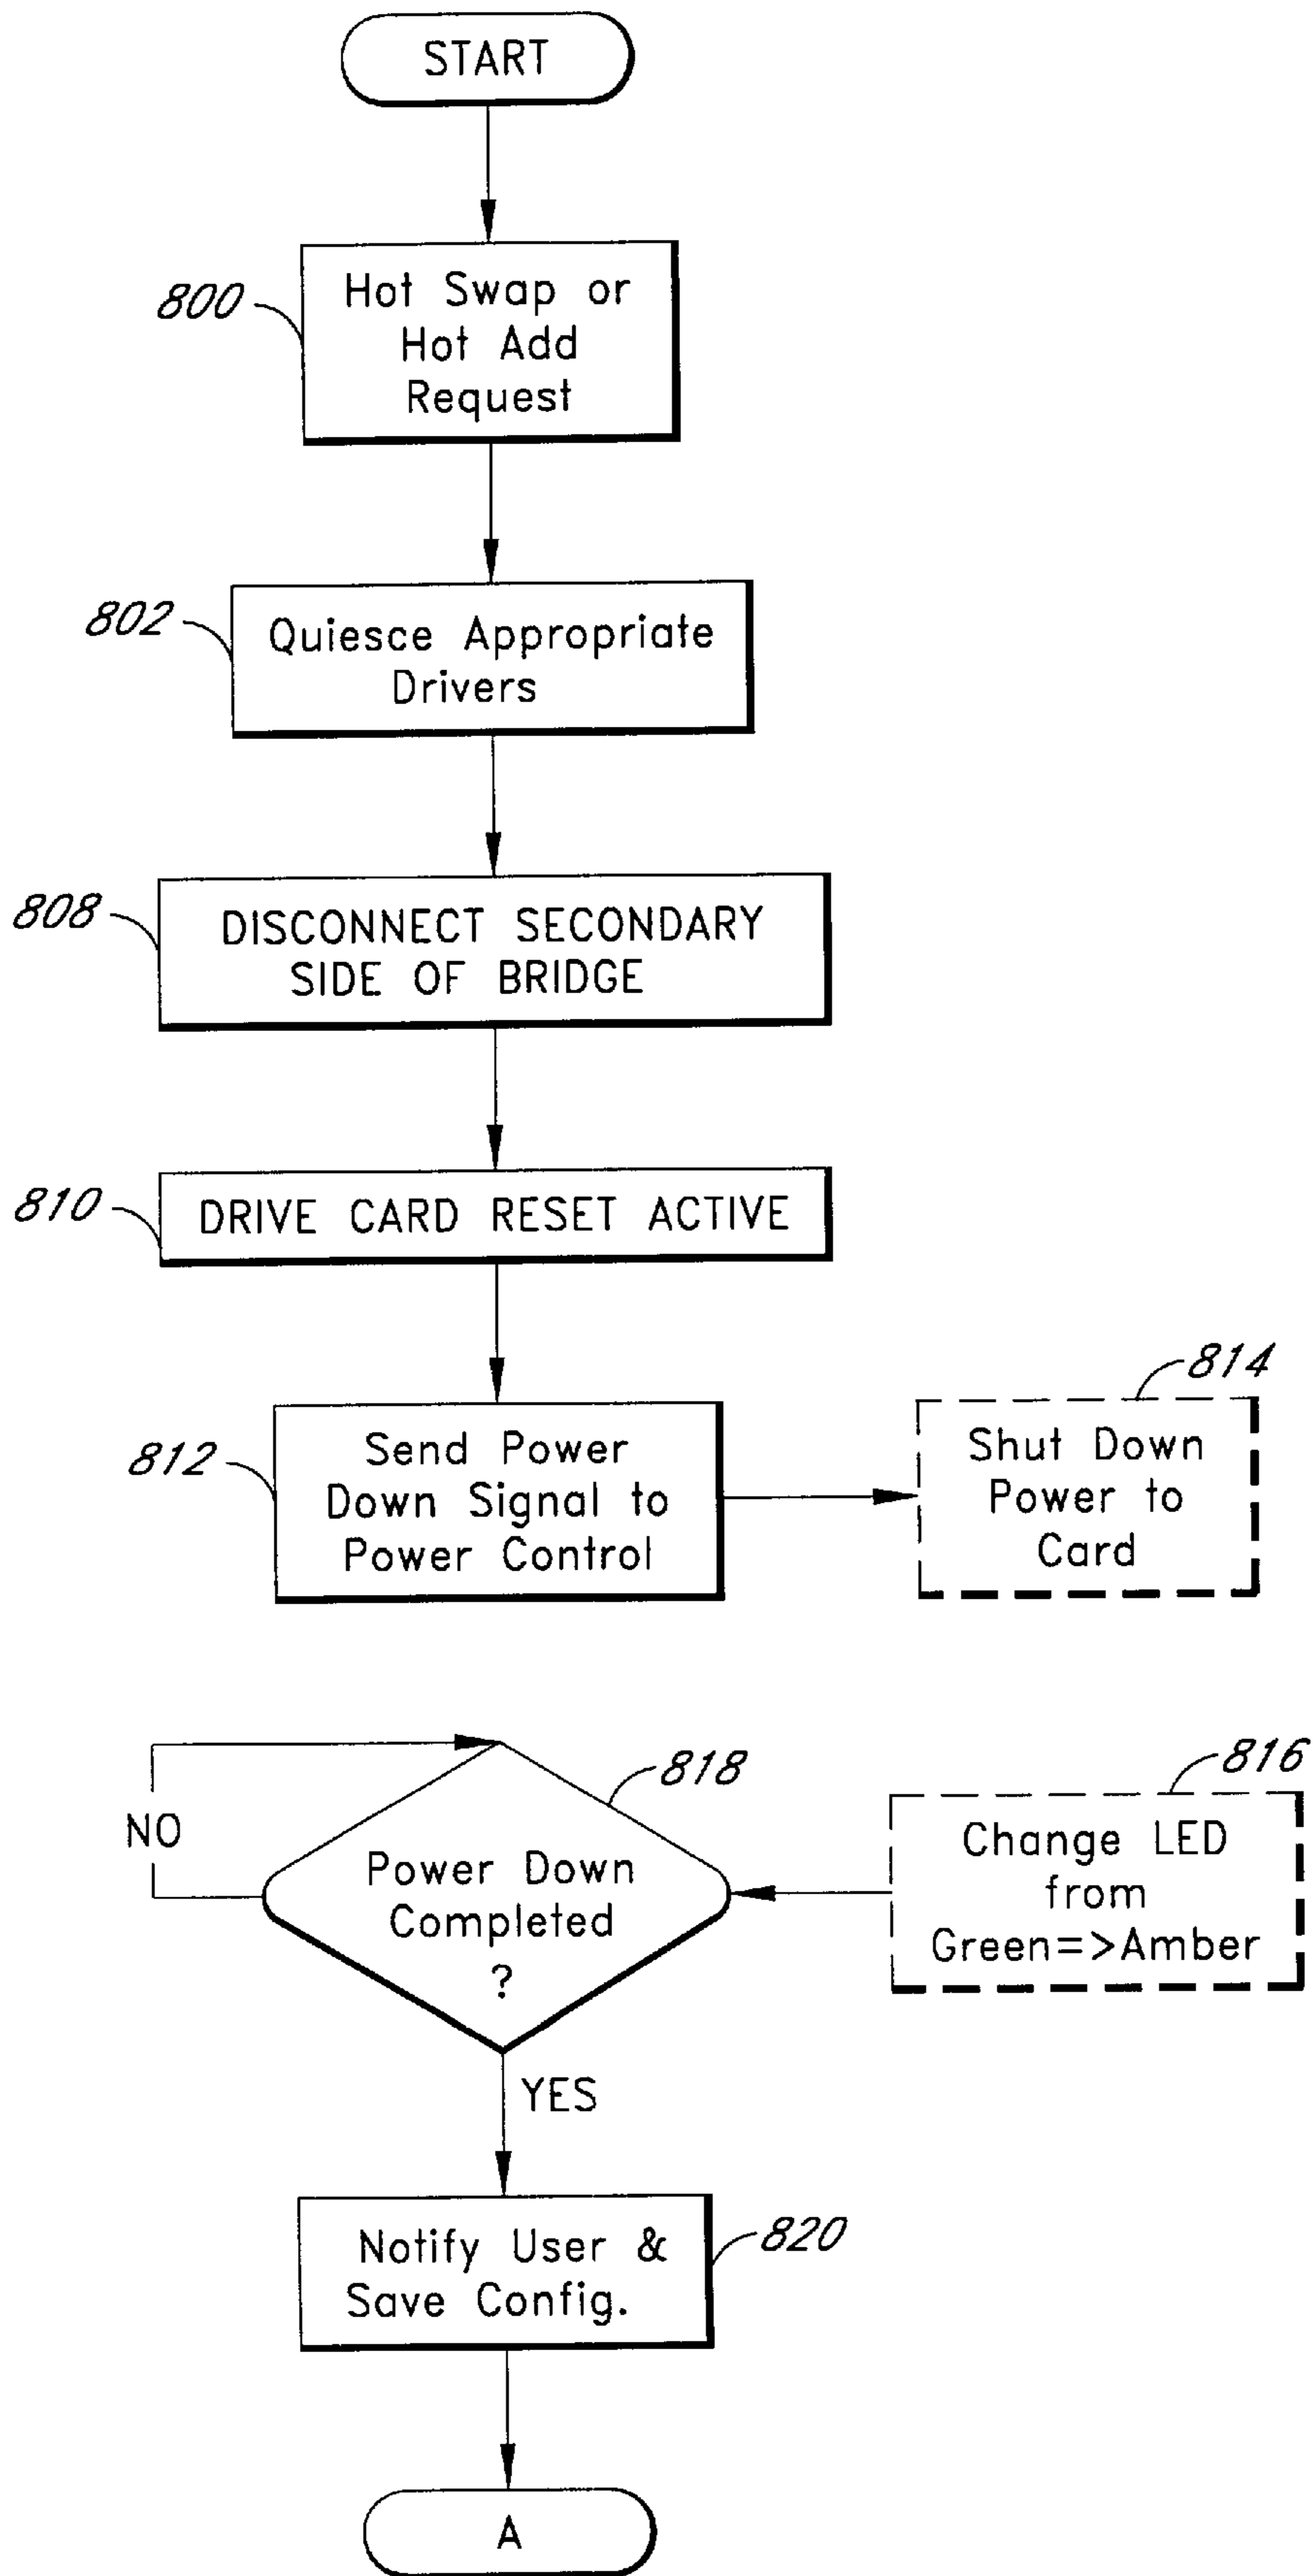 START
800
Hot Swap or
Hot Add
Request
802
Quiesce Appropriate
Drivers
808
DISCONNECT SECONDARY
SIDE OF BRIDGE
810
DRIVE CARD RESET ACTIVE
812
Send Power
Down Signal to
Power Control
814
Shut Down
Power to
Card
818
NO
Power Down
Completed
?
816
Change LED
from
Green=>Amber
YES
820
Notify User &
Save Config.
A